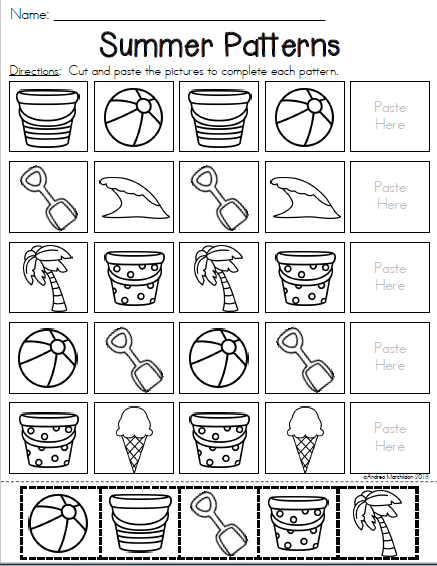 Name:
Summer Patterns
Directions: Cut and paste the pictures to complete each pattern.
Paste
Here
Paste
Here
Paste
Here
Paste
Here
Paste
Here
©Andrea Marchildon 2018